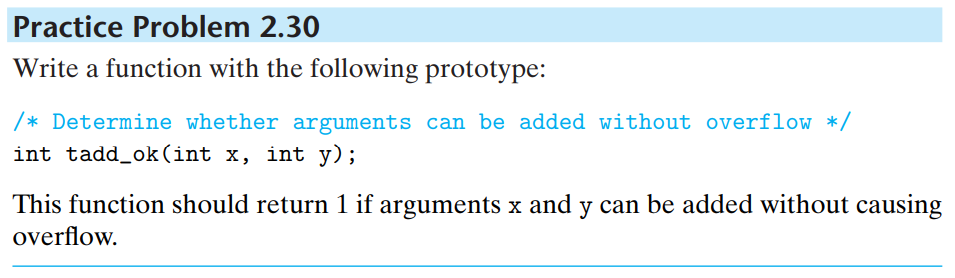 Practice Problem 2.30
Write a function with the following prototype:
/* Determine whether arguments can be added without overflow */
int tadd_ok(int x, int y);
This function should return 1 if arguments x and y can be added without causing
overflow.